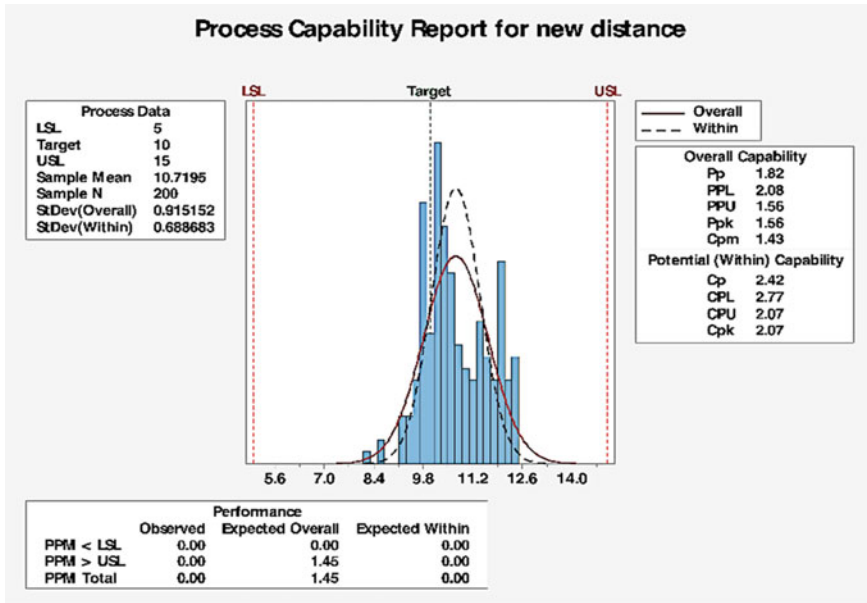 Process Capability Report for new distance
LSL Target USL
Process Data
LSL 5
Target 10
USL 15
Sample Mean 10.7195
Sample N 200
StDev(Overall) 0.915152
StDev(Within) 0.688683
Overall
Within
Overall Capability
Pp 1.82
PPL 2.08
PPU 1.56
Ppk 1.56
Cpm 1.43
Potential (Within) Capability
Cp 2.42
CPL 2.77
CPU 2.07
Cpk 2.07
5.6 7.0 8.4 9.8 11.2 12.6 14.0
Performance
Observed Expected Overall Expected Within
PPM < LSL 0.00 0.00 0.00
PPM > USL 0.00 1.45 0.00
PPM Total 0.00 1.45 0.00